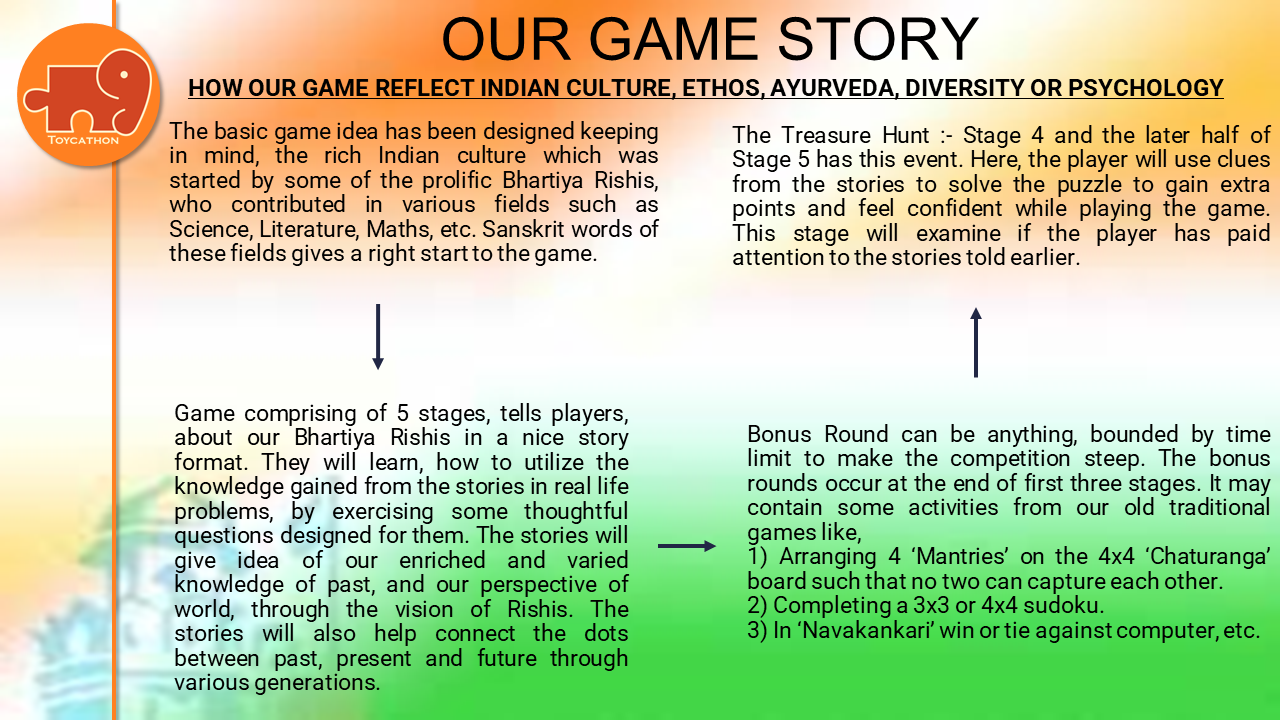 OUR GAME STORY
HOW OUR GAME REFLECT INDIAN CULTURE, ETHOS, AYURVEDA, DIVERSITY OR PSYCHOLOGY
TOYCATHON
The basic game idea has been designed keeping
in mind, the rich Indian culture which was
started by some of the prolific Bhartiya Rishis,
who contributed in various fields such as
Science, Literature, Maths, etc. Sanskrit words of
these fields gives a right start to the game.
Game comprising of 5 stages, tells players,
about our Bhartiya Rishis in a nice story
format. They will learn, how to utilize the
knowledge gained from the stories in real life
problems, by exercising some thoughtful
questions designed for them. The stories will
give idea of our enriched and varied
knowledge of past, and our perspective of
world, through the vision of Rishis. The
stories will also help connect the dots
between past, present and future through
various generations.
Bonus Round can be anything, bounded by time
limit to make the competition steep. The bonus
rounds occur at the end of first three stages. It may
contain some activities from our old traditional
games like,
1) Arranging 4 ‘Mantries’ on the 4x4 ‘Chaturanga’
board such that no two can capture each other.
2) Completing a 3x3 or 4x4 sudoku.
3) In ‘Navakankari’ win or tie against computer, etc.
The Treasure Hunt :- Stage 4 and the later half of
Stage 5 has this event. Here, the player will use clues
from the stories to solve the puzzle to gain extra
points and feel confident while playing the game.
This stage will examine if the player has paid
attention to the stories told earlier.